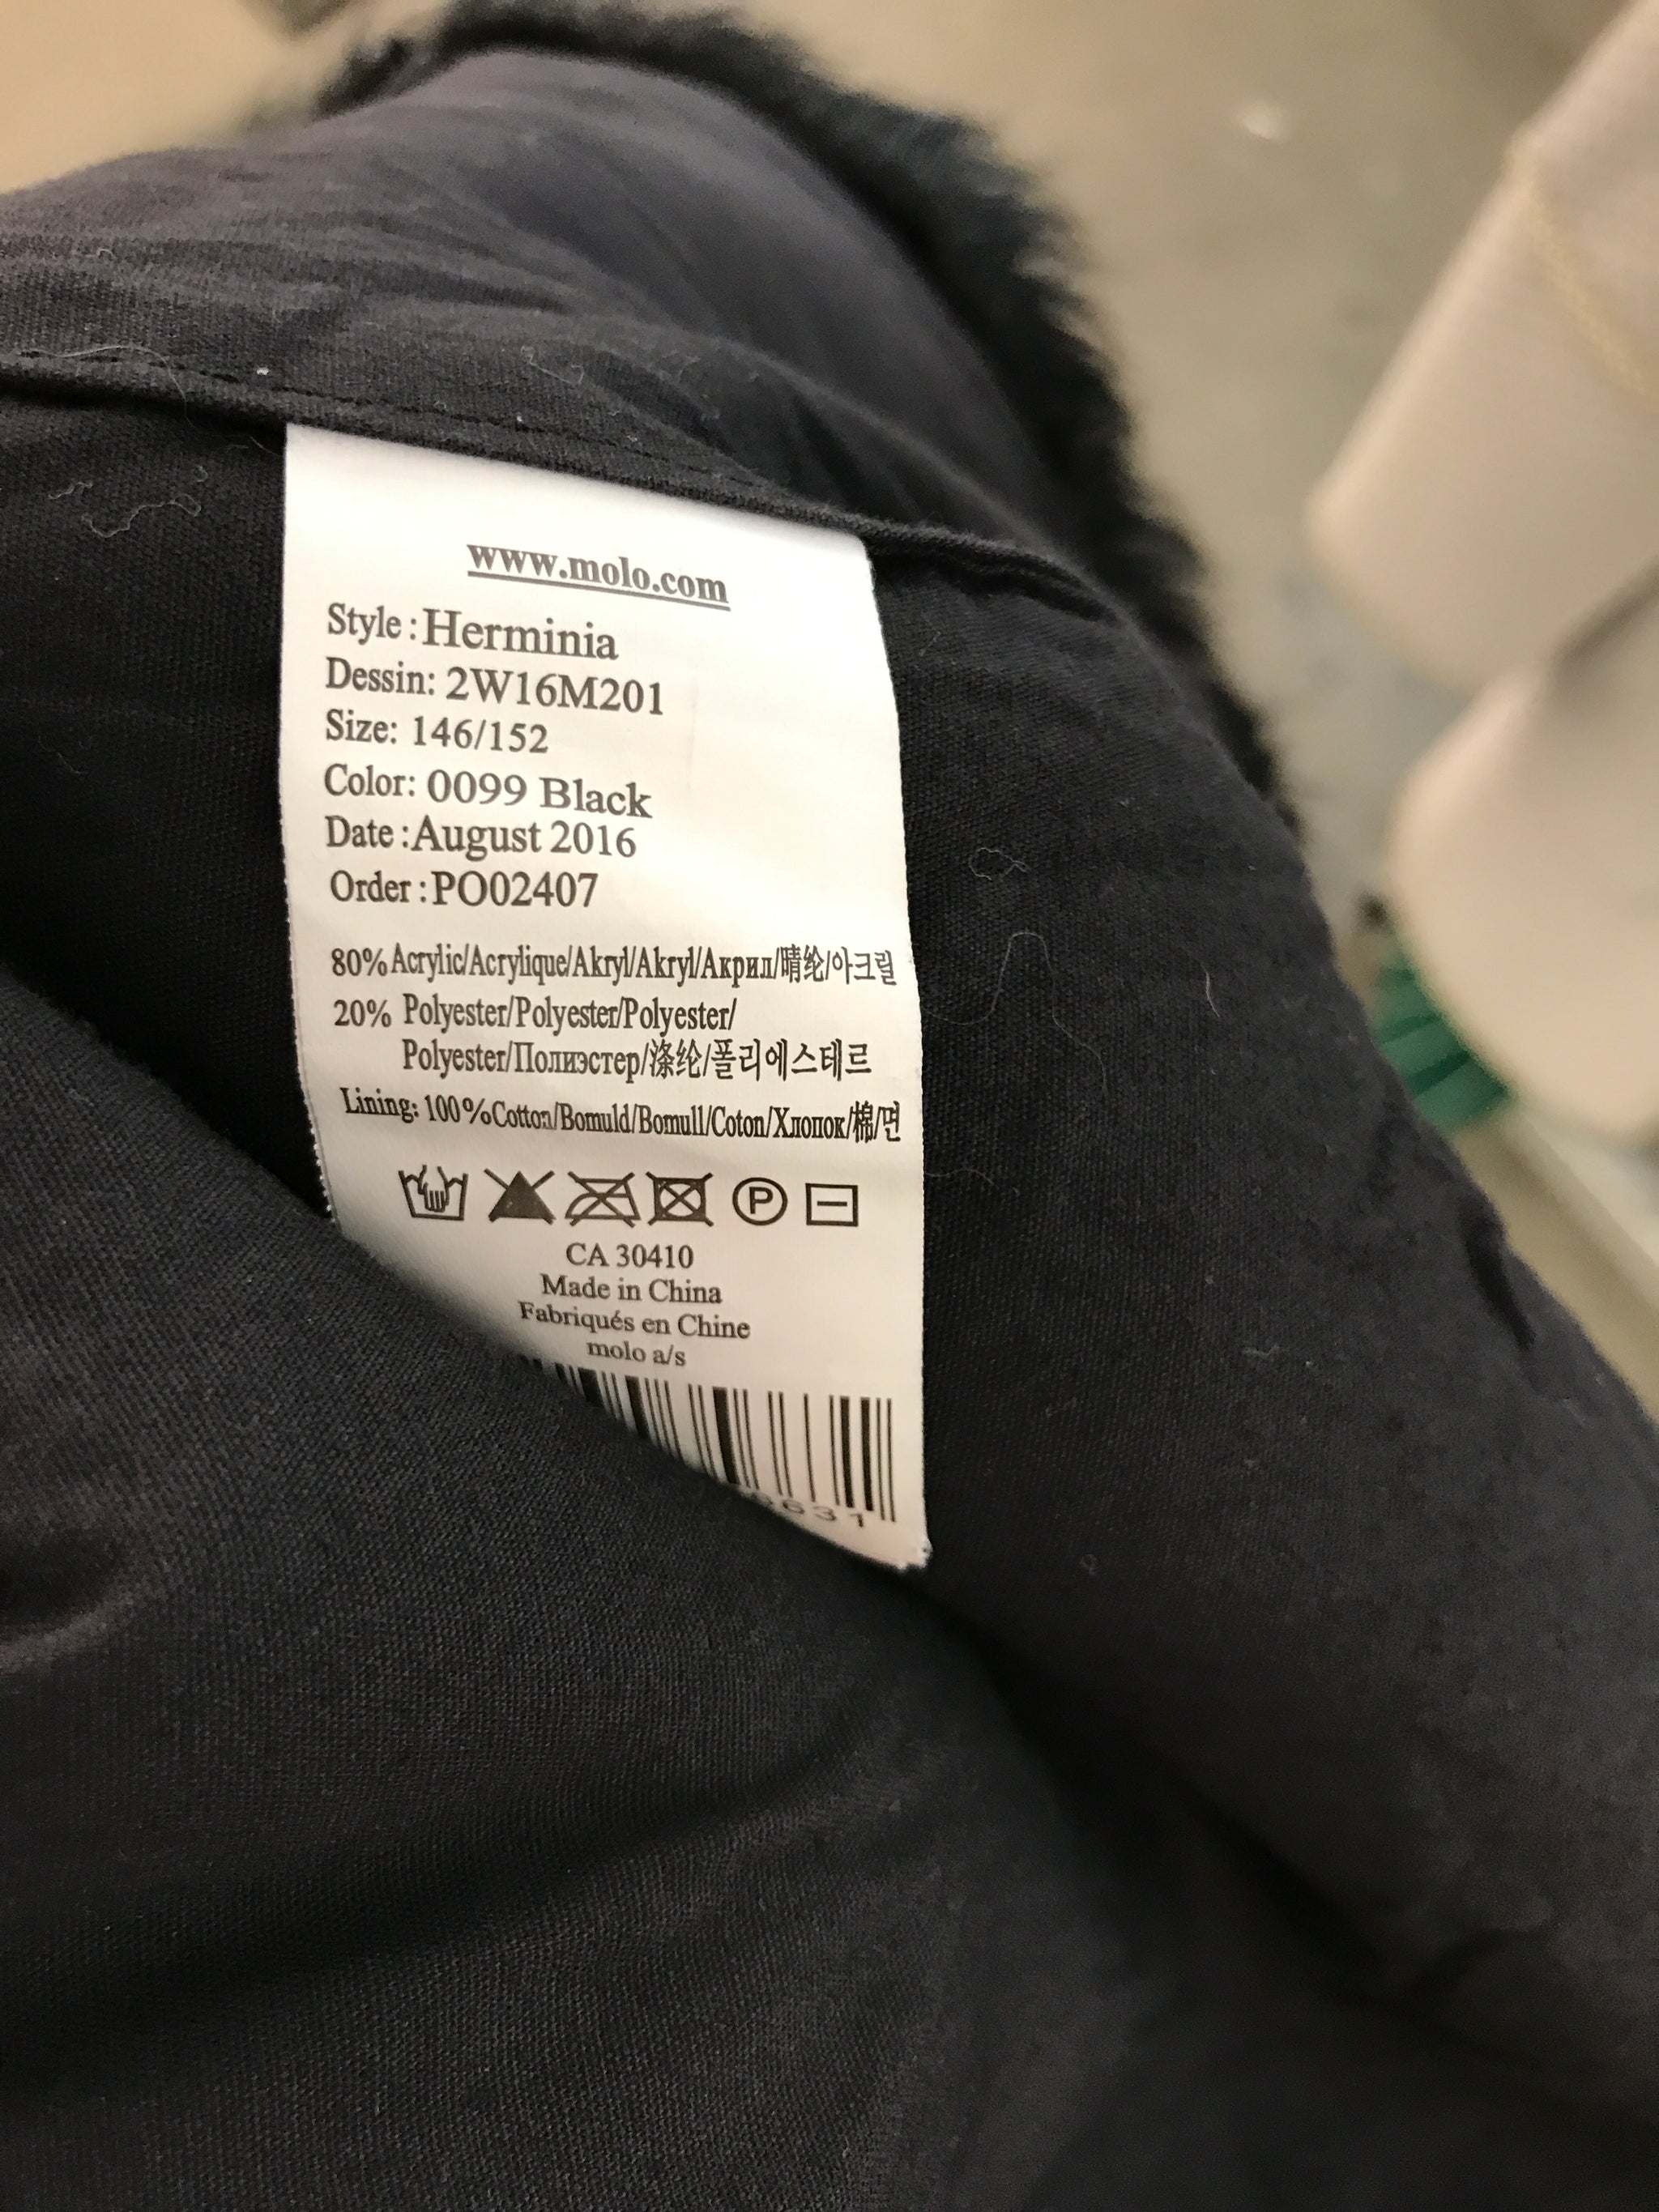 www.molo.com
Style : Herminia
Dessin: 2W16M201
Size: 146/152
Color: 0099 Black
Date : August 2016
Order : PO02407
80% Acrylic/Acrylique/Akryl/Akryl/Акрил/晴纶/아크릴
20% Polyester/Polyester/Polyester/
Polyester/Полиэстер/涤纶/폴리에스테르
Lining: 100%Cotton/Bomuld/Bomull/Coton/Хлопок/棉/면
P
CA 30410
Made in China
Fabriqués en Chine
molo a/s
6631